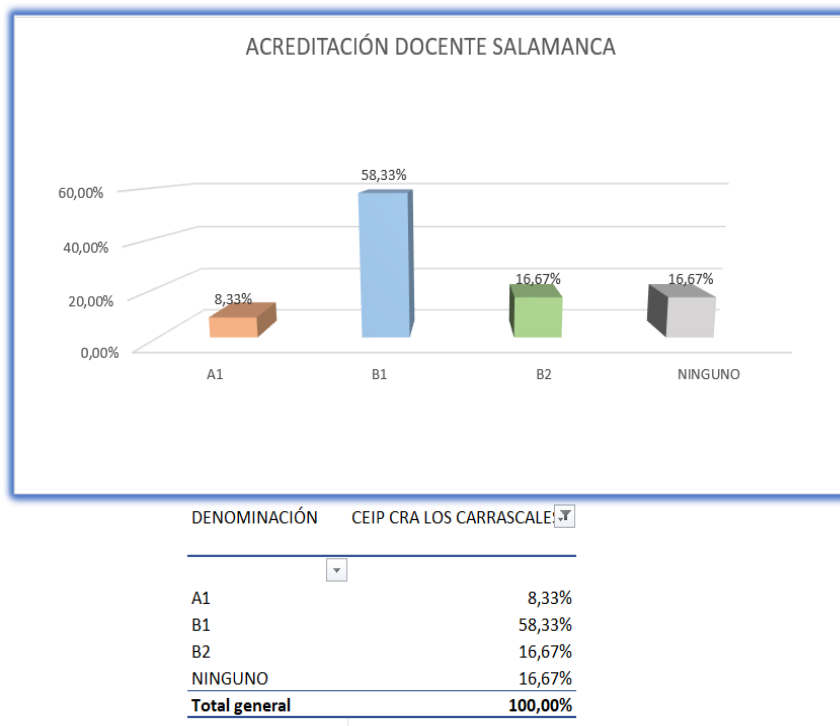 ACREDITACIÓN DOCENTE SALAMANCA
58,33%
60,00%
40,00%
16,67%
16,67%
8,33%
20,00%
0,00%
A1 B1 B2 NINGUNO
DENOMINACIÓN CEIP CRA LOS CARRASCALES
A1 8,33%
B1 58,33%
B2 16,67%
NINGUNO 16,67%
Total general 100,00%